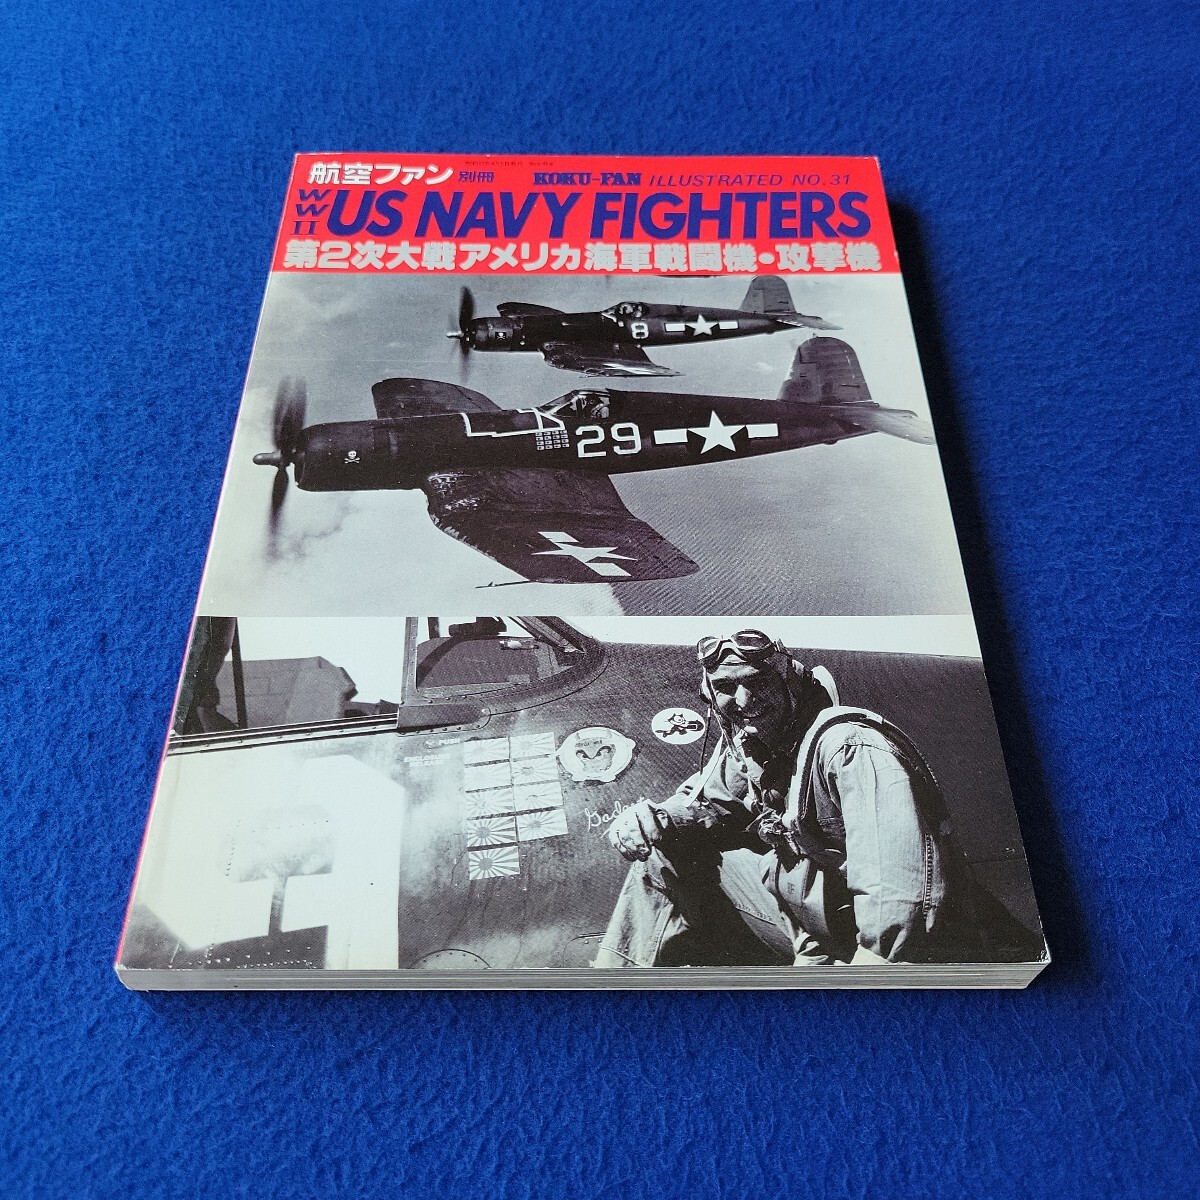 航空ファン別冊 KOKU-FAN ILLUSTRATED NO.31
WWII US NAVY FIGHTERS
第2次大戦アメリカ海軍戦闘機・攻撃機
8
29